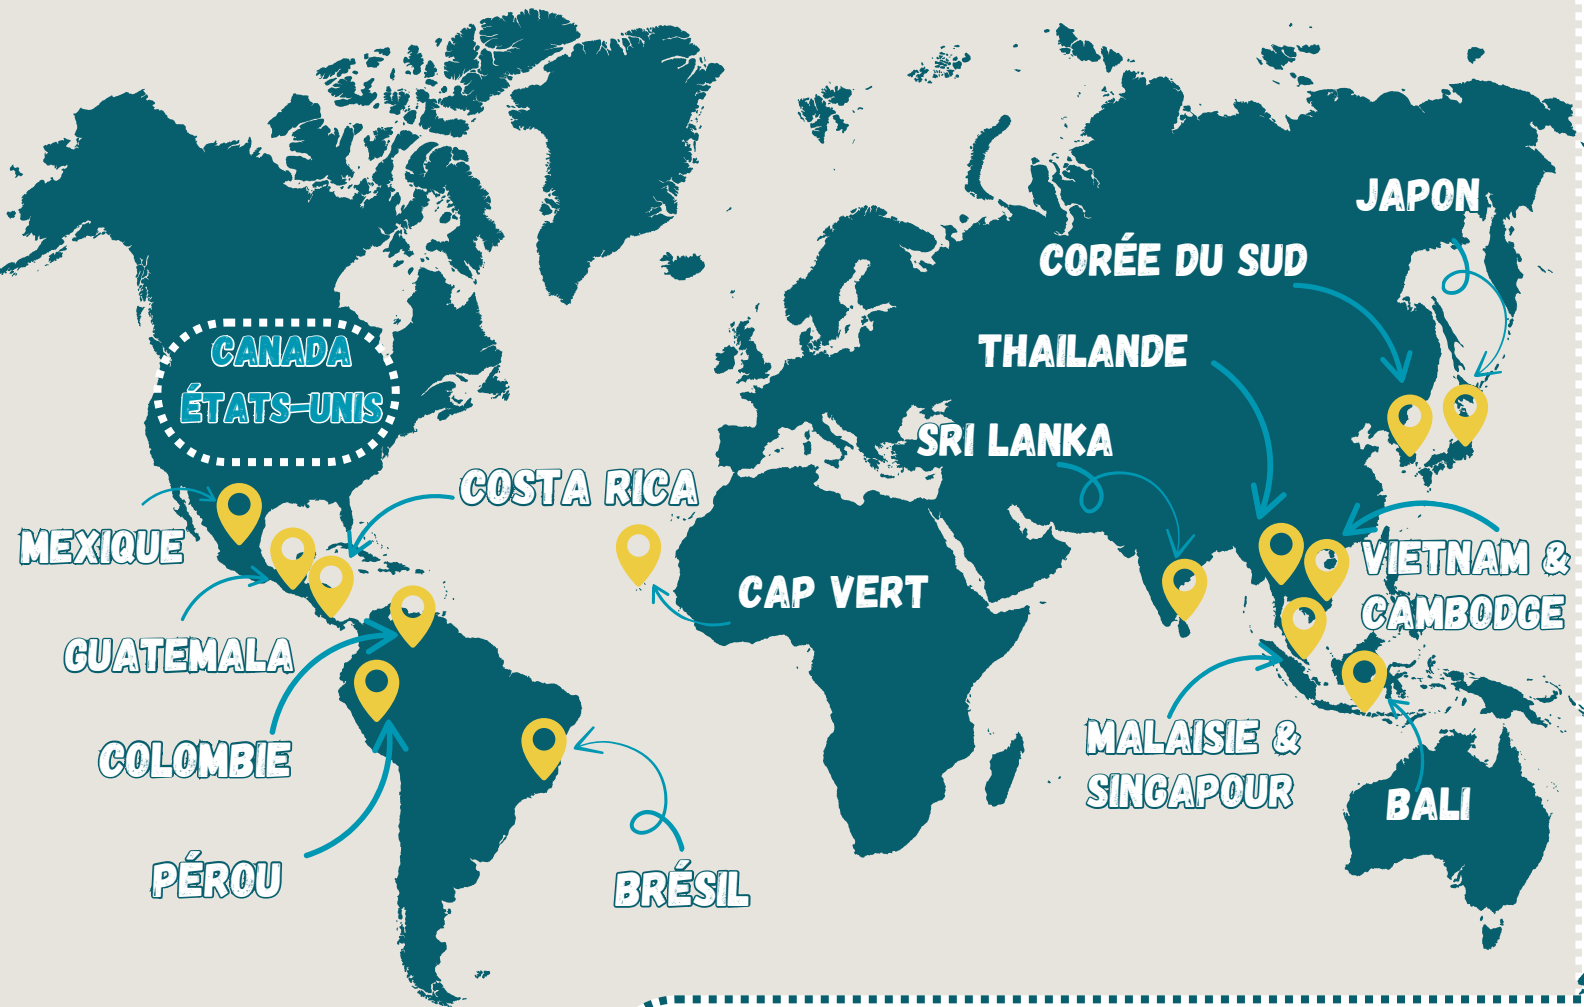 JAPON
CORÉE DU SUD
THAILANDE
CANADA
ÉTATS-UNIS
SRI LANKA
COSTA RICA
MEXIQUE
VIETNAM &
CAMBODGE
CAP VERT
GUATEMALA
COLOMBIE
MALAISIE &
SINGAPOUR
BALI
PÉROU
BRÉSIL